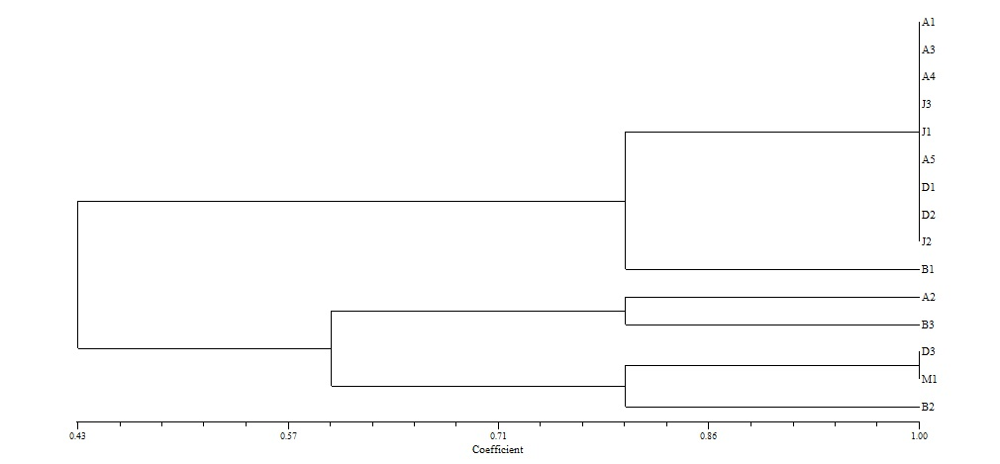 A1
A3
A4
J3
J1
A5
D1
D2
J2
B1
A2
B3
D3
M1
B2
0.43 0.57 0.71 0.86 1.00
Coefficient